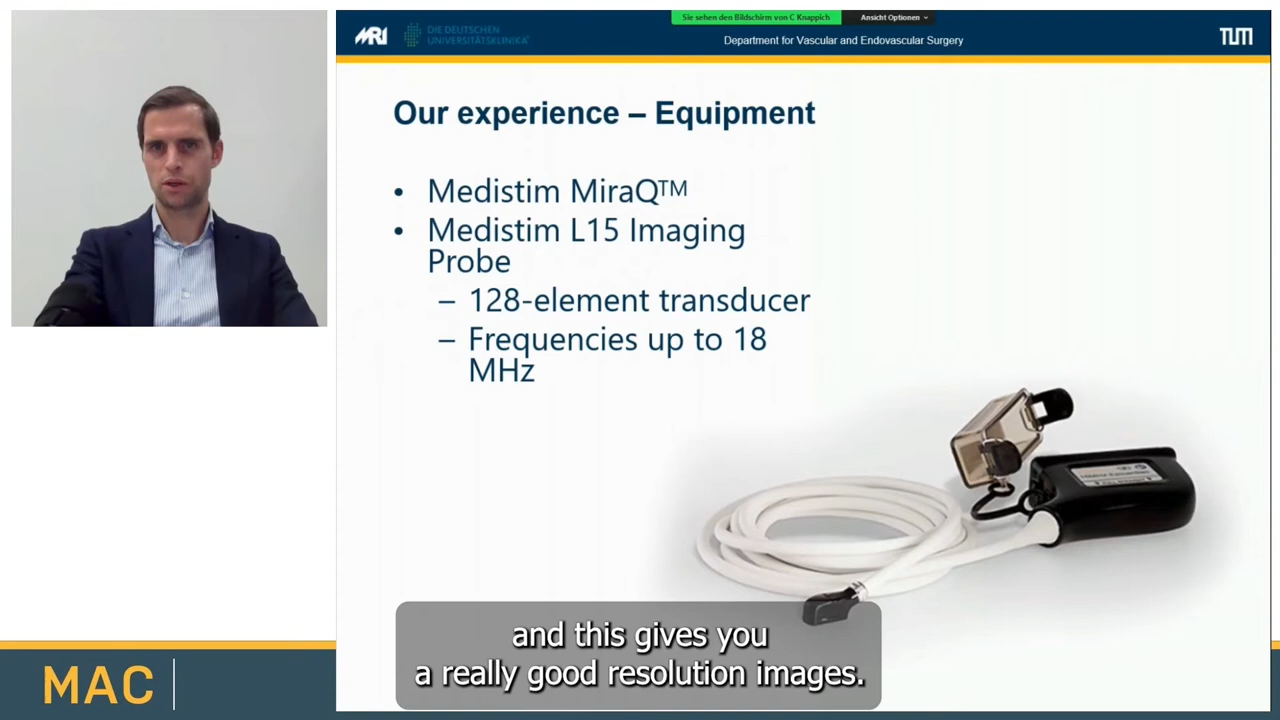 Sie sehen den Bildschirm von C Knappich
Ansicht Optionen
MRI
DIE DEUTSCHEN
UNIVERSITÄTSKLINIKA
Department for Vascular and Endovascular Surgery
TUM
Our experience – Equipment
• Medistim MiraQ™
• Medistim L15 Imaging
Probe
– 128-element transducer
– Frequencies up to 18
MHz
and this gives you
a really good resolution images.
MAC